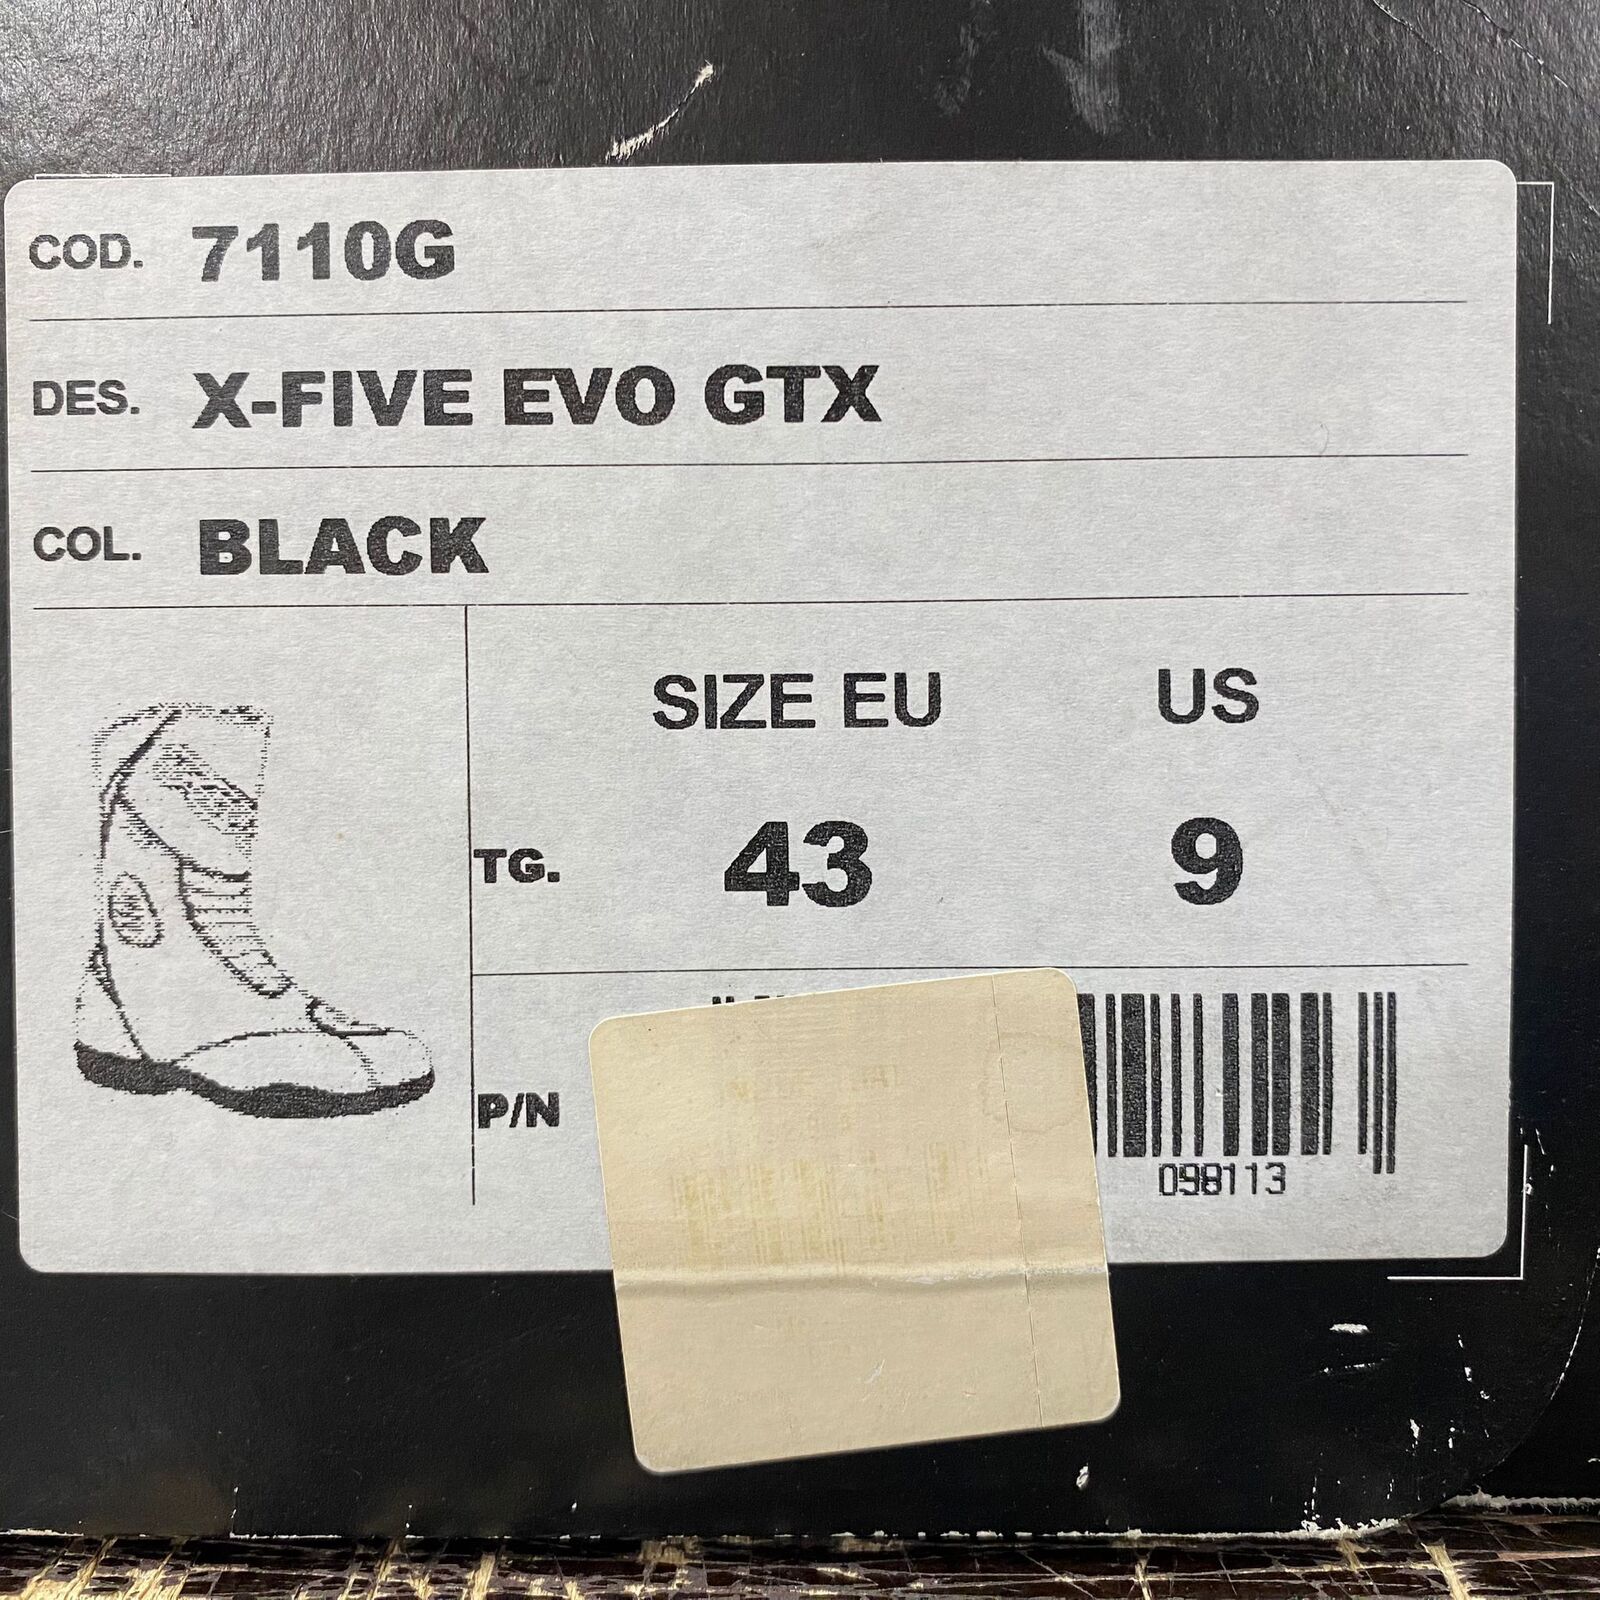 COD. 7110G
DES. X-FIVE EVO GTX
COL. BLACK
SIZE EU US
TG. 43 9
P/N
098113